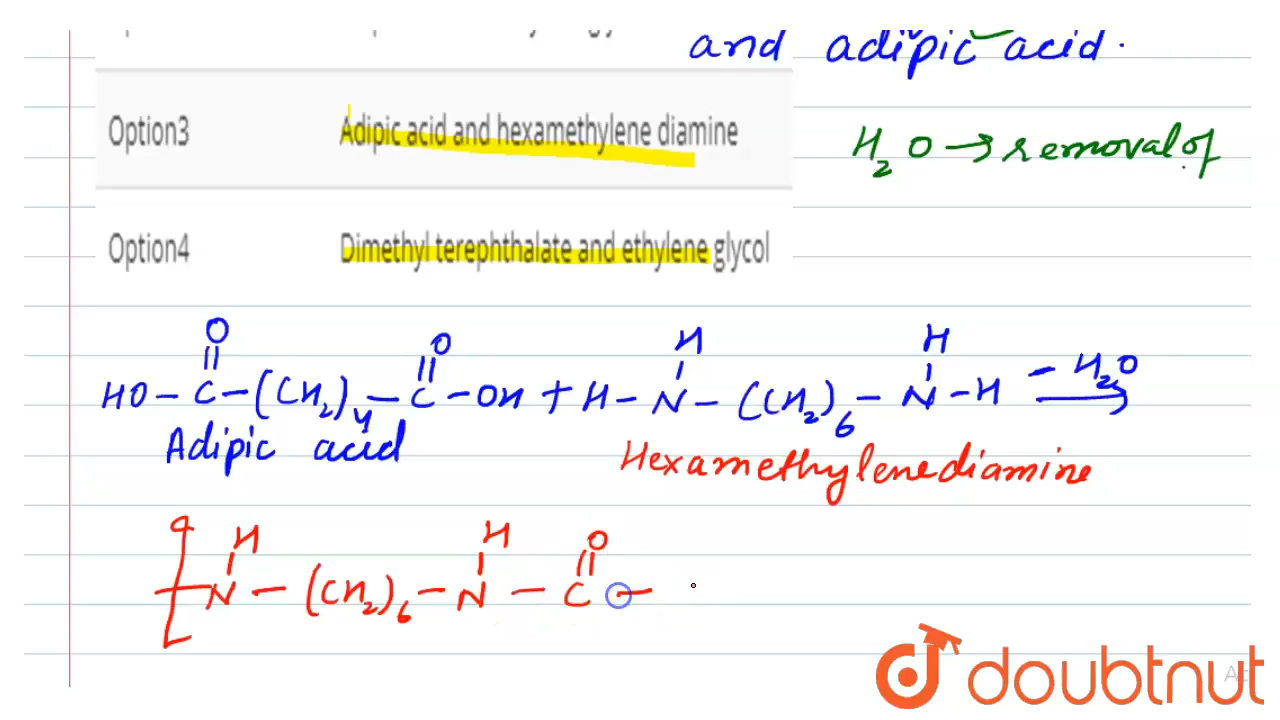 and adipic acid.
Option3 Adipic acid and hexamethylene diamine
H2O → removal of
Option4 Dimethyl terephthalate and ethylene glycol
O O H H
HO – C – (CH2)4 – C – OH + H – N – (CH2)6 – N – H – H2O →
Adipic acid
Hexamethylenediamine
H H O
[ – N – (CH2)6 – N – C –
doubtnut